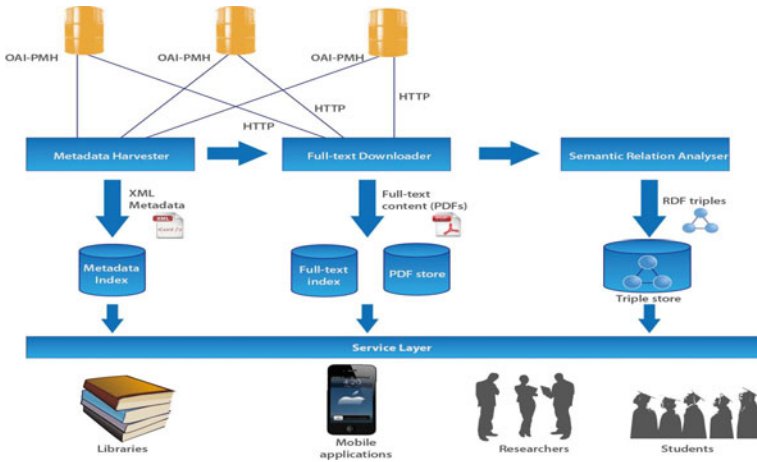 OAI-PMH
OAI-PMH
OAI-PMH
HTTP
HTTP
HTTP
Metadata Harvester
Full-text Downloader
Semantic Relation Analyser
XML
Metadata
XML
Full-text
content (PDFs)
RDF triples
Metadata
Index
Full-text
index
PDF store
Triple store
Service Layer
Libraries
Mobile
applications
Researchers
Students